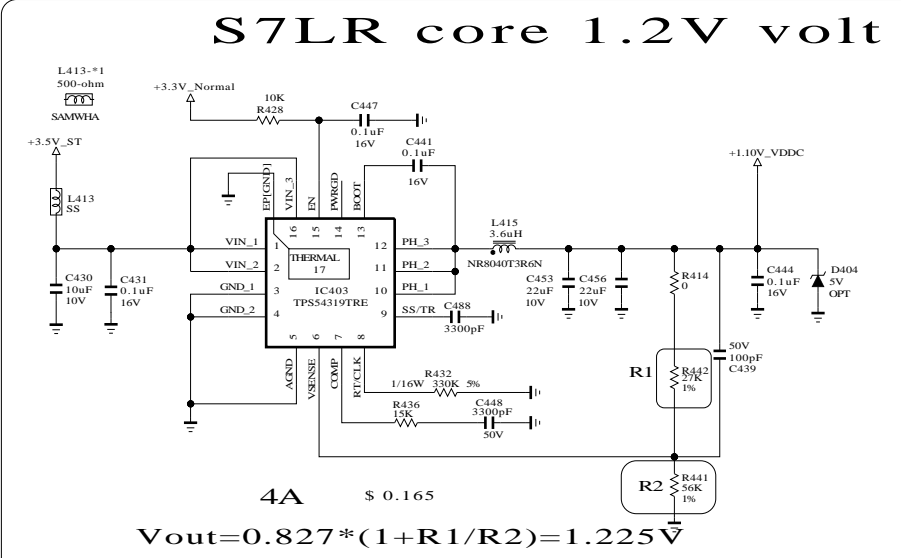 S7LR core 1.2V volt
L413-*1
500-ohm
SAMWHA
+3.3V_Normal
10K
R428
C447
0.1uF
16V
C441
0.1uF
16V
+3.5V_ST
+1.10V_VDDC
L413
SS
EP[GND]
VIN_3
EN
PWRGD
BOOT
16
15
14
13
L415
3.6uH
NR8040T3R6N
VIN_1
1
VIN_2
2
GND_1
3
GND_2
4
THERMAL
17
IC403
TPS54319TRE
12
PH_3
11
PH_2
10
PH_1
9
SS/TR
C488
3300pF
C430
10uF
10V
C431
0.1uF
16V
C453
22uF
10V
C456
22uF
10V
R414
0
C444
0.1uF
16V
D404
5V
OPT
5
6
7
8
AGND
VSENSE
COMP
RT/CLK
R432
1/16W 330K 5%
R436
15K
C448
3300pF
50V
50V
100pF
C439
R1
R442
27K
1%
R2
R441
56K
1%
4A
$ 0.165
Vout=0.827*(1+R1/R2)=1.225V